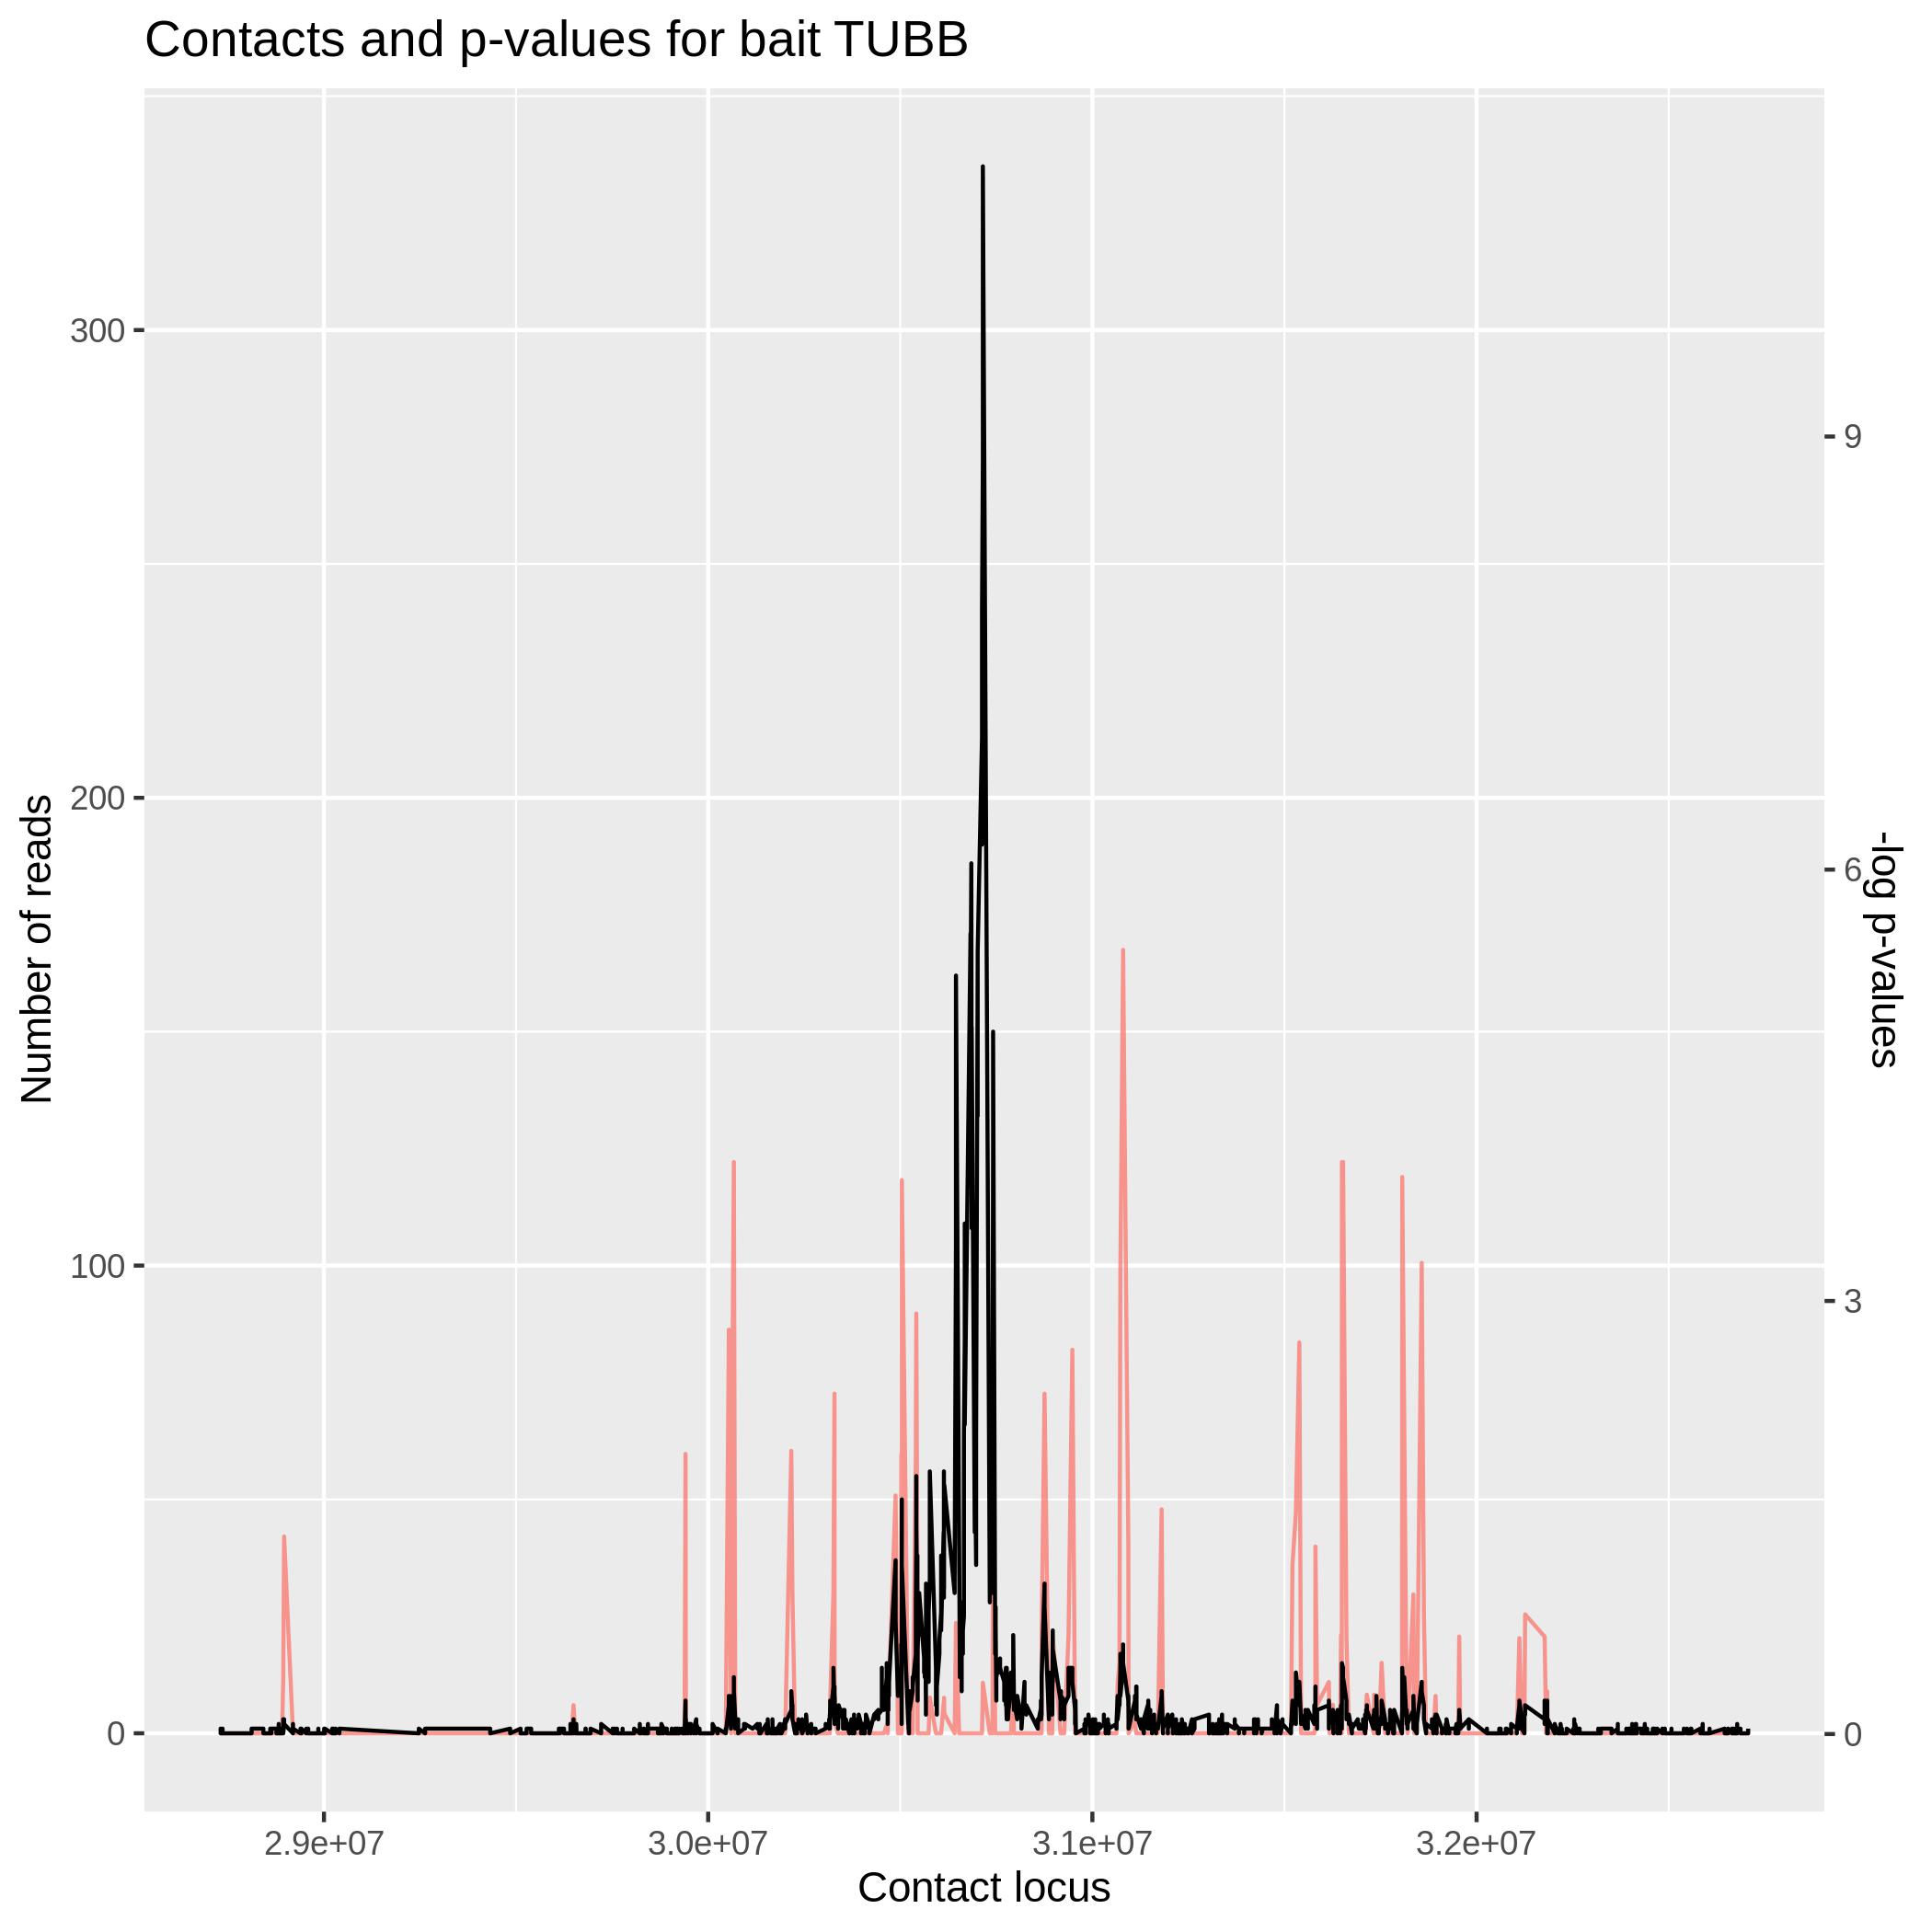 Contacts and p-values for bait TUBB
300
200
100
0
Number of reads
9
6
3
0
-log p-values
2.9e+07
3.0e+07
3.1e+07
3.2e+07
Contact locus